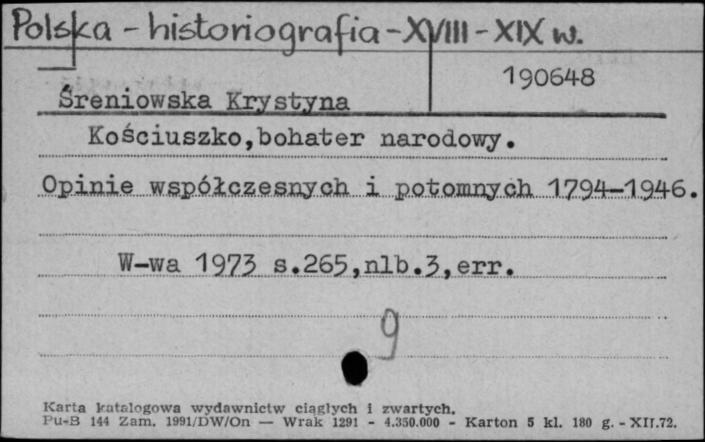 Polska - historiografia - XVIII - XIX w.
190648
Śreniowska Krystyna
Kościuszko,bohater narodowy.
Opinie współczesnych i potomnych 1794-1946.
W-wa 1973 s.265,nlb.3,err.
9
Karta katalogowa wydawnictw ciągłych i zwartych.
Pu-B 144 Zam. 1991/DW/On — Wrak 1291 - 4.350.000 - Karton 5 kl. 180 g. - XII.72.